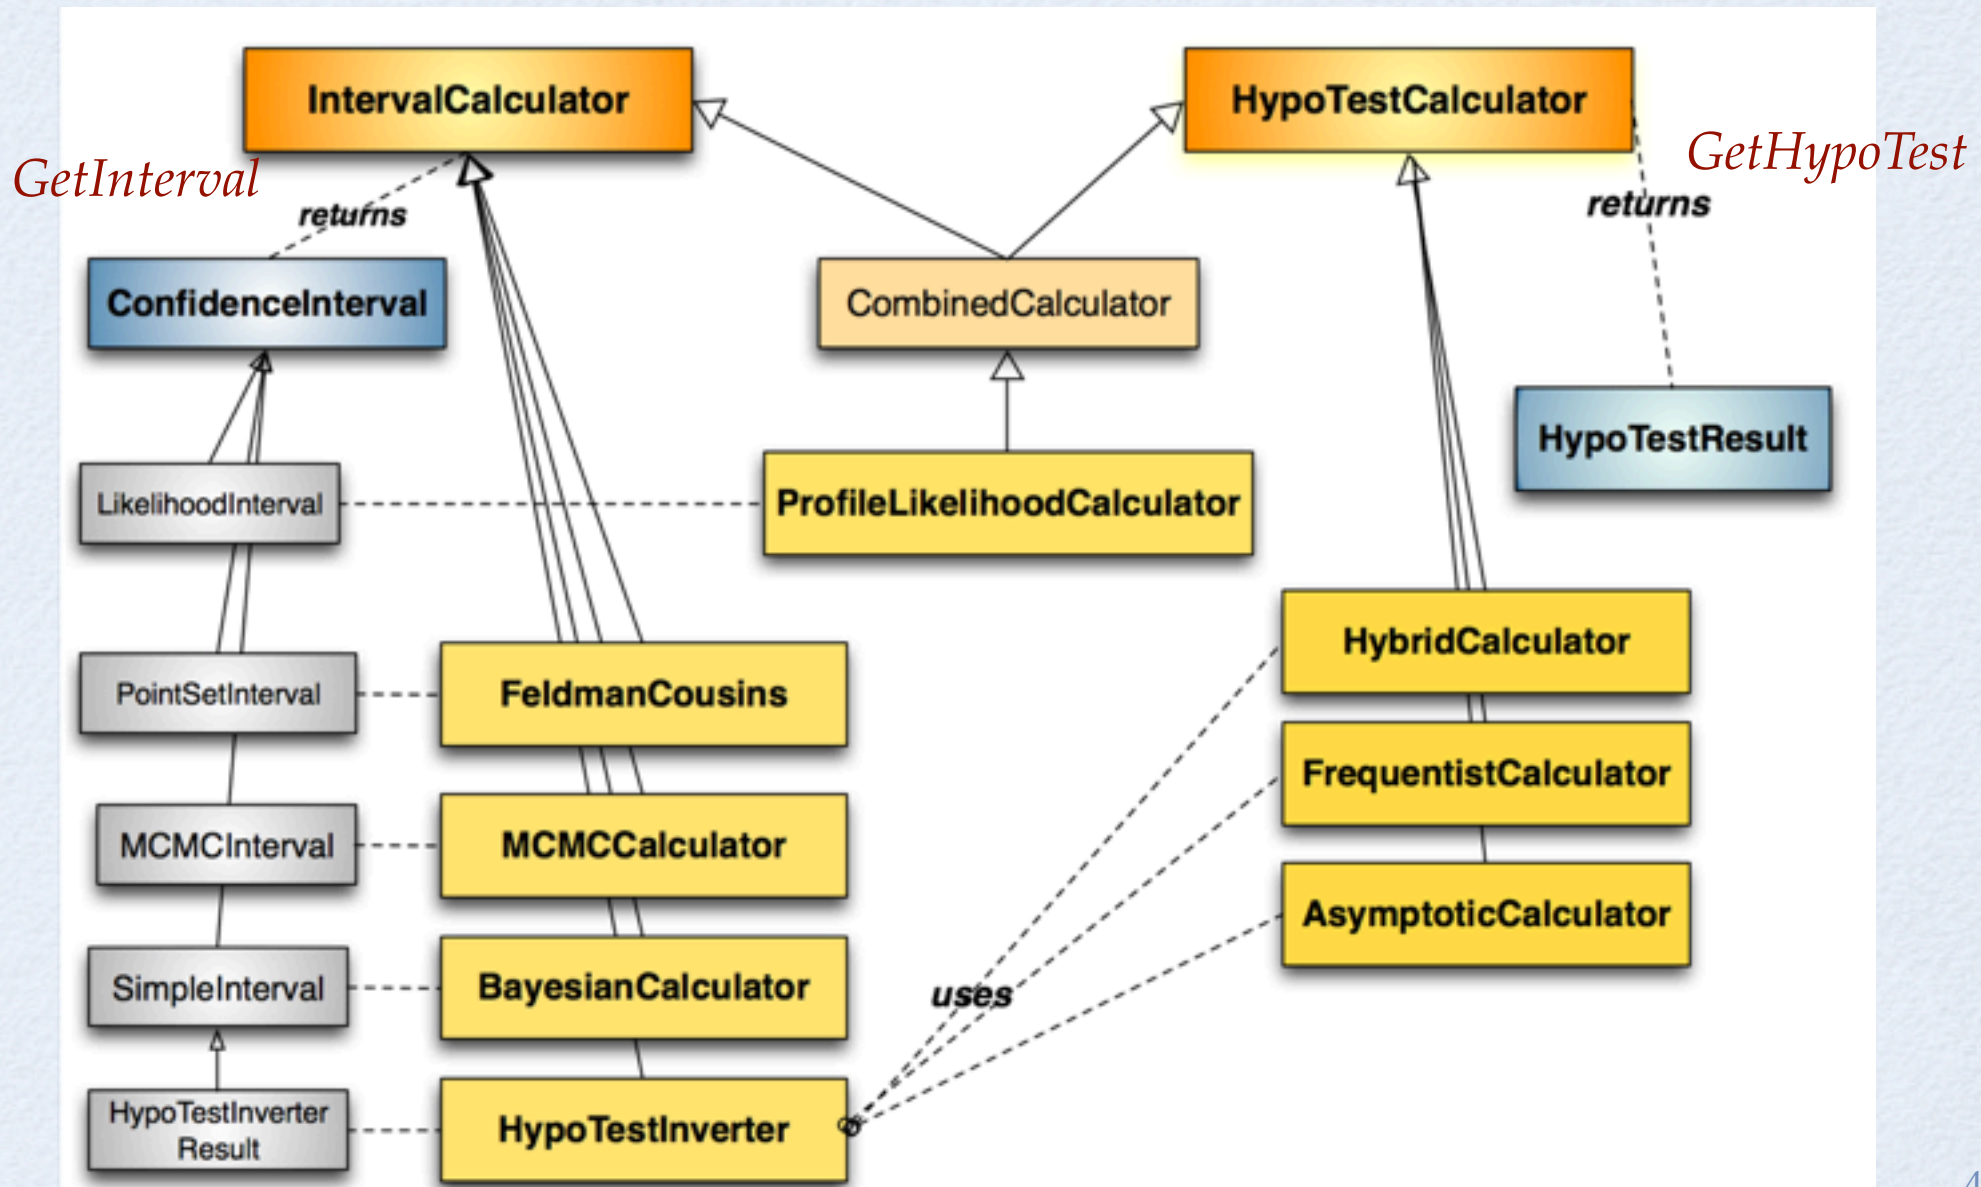 IntervalCalculator
HypoTestCalculator
GetInterval
GetHypoTest
returns
returns
ConfidenceInterval
CombinedCalculator
HypoTestResult
LikelihoodInterval
ProfileLikelihoodCalculator
HybridCalculator
PointSetInterval
FeldmanCousins
FrequentistCalculator
MCMCInterval
MCMCCalculator
AsymptoticCalculator
SimpleInterval
BayesianCalculator
uses
HypoTestInverter
Result
HypoTestInverter